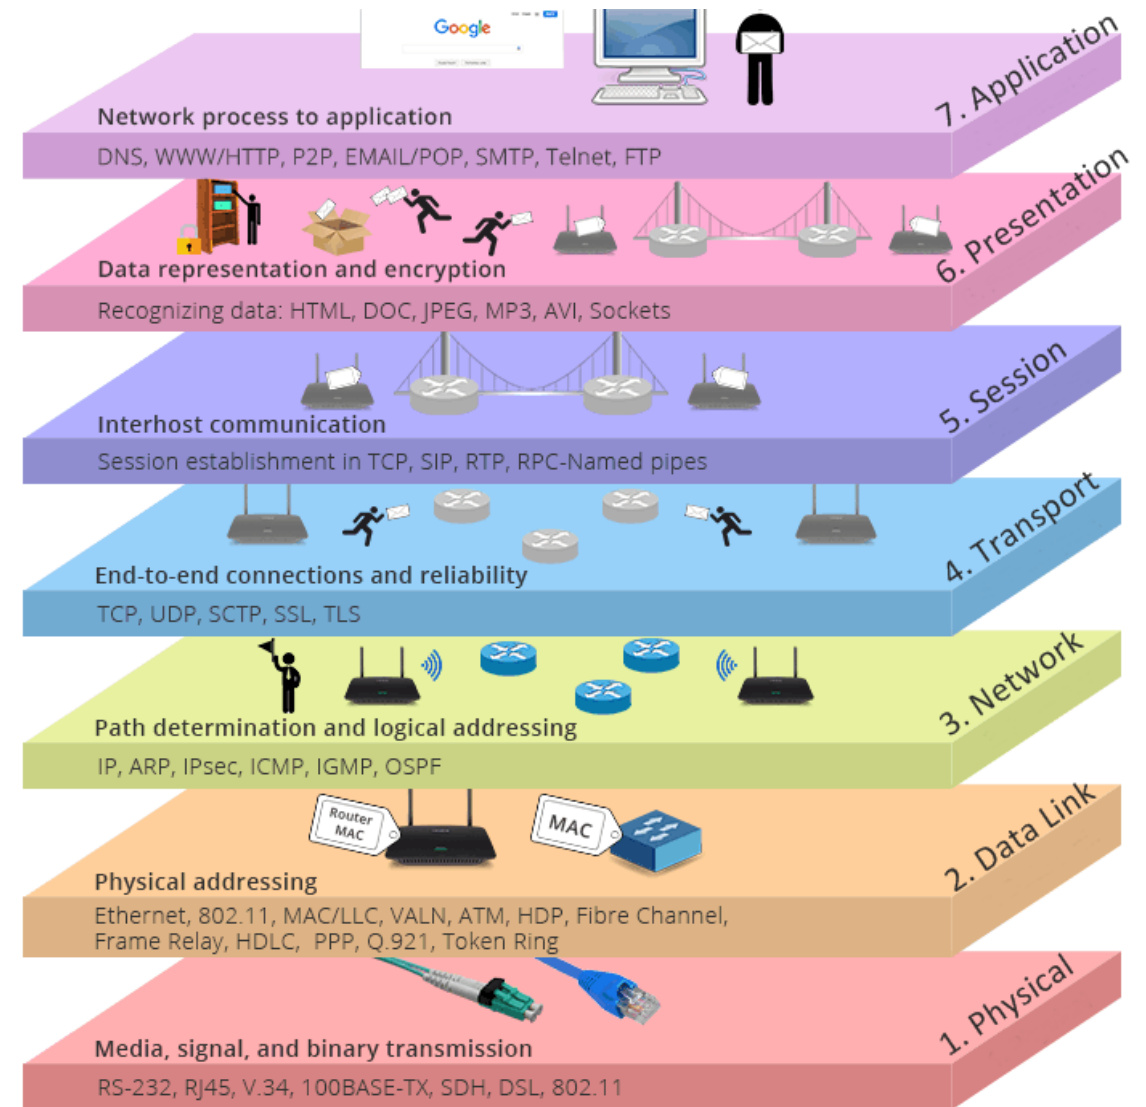 Google
7. Application
Network process to application
DNS, WWW/HTTP, P2P, EMAIL/POP, SMTP, Telnet, FTP
6. Presentation
Data representation and encryption
Recognizing data: HTML, DOC, JPEG, MP3, AVI, Sockets
5. Session
Interhost communication
Session establishment in TCP, SIP, RTP, RPC-Named pipes
4. Transport
End-to-end connections and reliability
TCP, UDP, SCTP, SSL, TLS
3. Network
Path determination and logical addressing
IP, ARP, IPsec, ICMP, IGMP, OSPF
2. Data Link
Router
MAC
MAC
Physical addressing
Ethernet, 802.11, MAC/LLC, VALN, ATM, HDP, Fibre Channel,
Frame Relay, HDLC, PPP, Q.921, Token Ring
1. Physical
Media, signal, and binary transmission
RS-232, RJ45, V.34, 100BASE-TX, SDH, DSL, 802.11